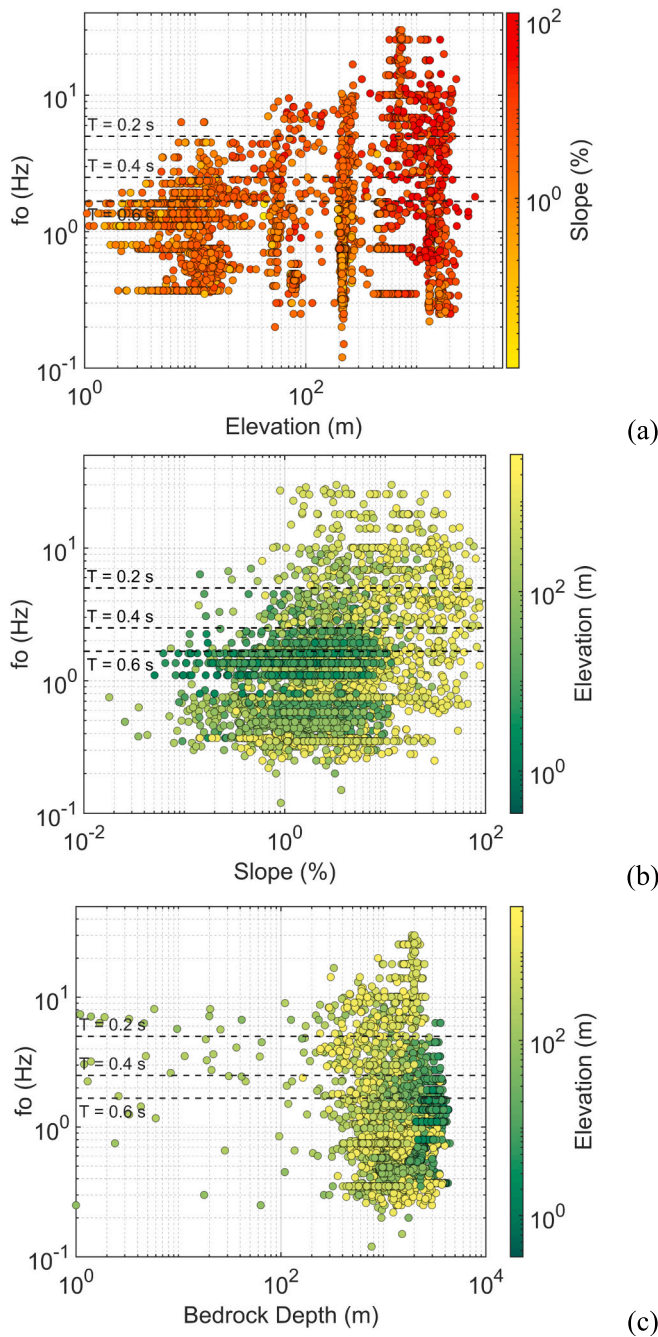 10^2
10^1
T = 0.2 s
T = 0.4 s
T = 0.6 s
10^0
10^-1
fo (Hz)
10^0
10^2
Elevation (m)
10^0
Slope (%)
(a)
10^1
T = 0.2 s
T = 0.4 s
T = 0.6 s
10^0
10^-1
fo (Hz)
10^-2
10^0
10^2
Slope (%)
10^2
10^0
Elevation (m)
(b)
10^1
T = 0.2 s
T = 0.4 s
T = 0.6 s
10^0
10^-1
fo (Hz)
10^0
10^2
10^4
Bedrock Depth (m)
10^2
10^0
Elevation (m)
(c)